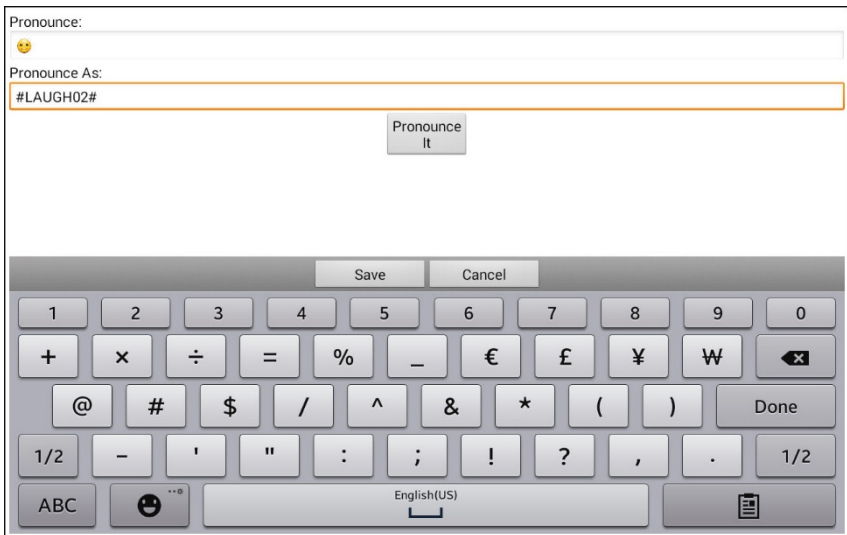 Pronounce:
🙂
Pronounce As:
#LAUGH02#
Pronounce
It
Save Cancel
1 2 3 4 5 6 7 8 9 0
+ × ÷ = % _ € £ ¥ ₩
@ # $ / ^ & * ( ) Done
1/2 - ' " : ; ! ? , . 1/2
ABC English(US)